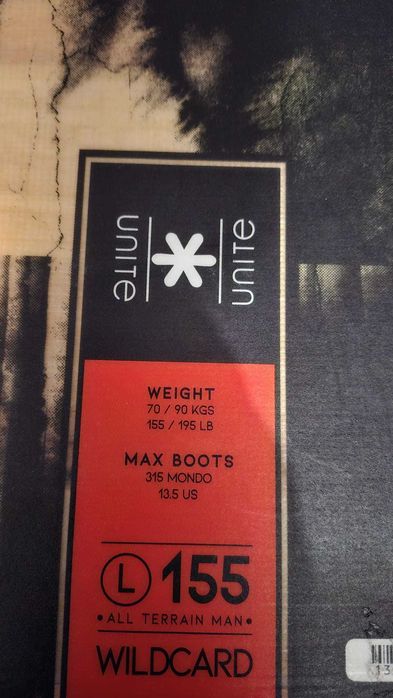 UNITE
UNITE
WEIGHT
70 / 90 KGS
155 / 195 LB
MAX BOOTS
315 MONDO
13.5 US
L 155
• ALL TERRAIN MAN •
WILDCARD
13